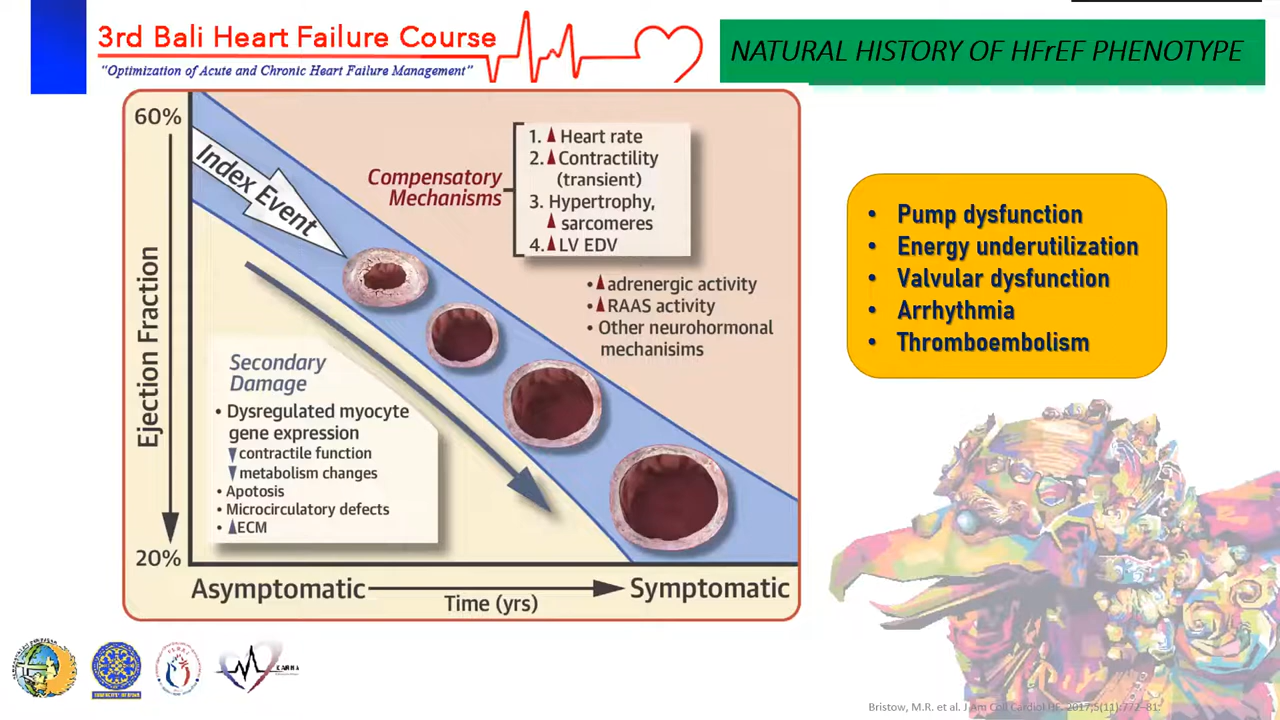 3rd Bali Heart Failure Course
“Optimization of Acute and Chronic Heart Failure Management”
NATURAL HISTORY OF HFrEF PHENOTYPE
60%
Ejection Fraction
20%
Index Event
Compensatory
Mechanisms
1. ▲ Heart rate
2. ▲ Contractility
(transient)
3. Hypertrophy,
▲ sarcomeres
4. ▲ LV EDV
• ▲ adrenergic activity
• ▲ RAAS activity
• Other neurohormonal
mechanisims
Secondary
Damage
• Dysregulated myocyte
gene expression
▼ contractile function
▼ metabolism changes
• Apotosis
• Microcirculatory defects
• ▲ ECM
Asymptomatic
Time (yrs)
Symptomatic
• Pump dysfunction
• Energy underutilization
• Valvular dysfunction
• Arrhythmia
• Thromboembolism
Bristow, M.R. et al. J Am Coll Cardiol HF. 2017;5(11):772–81.